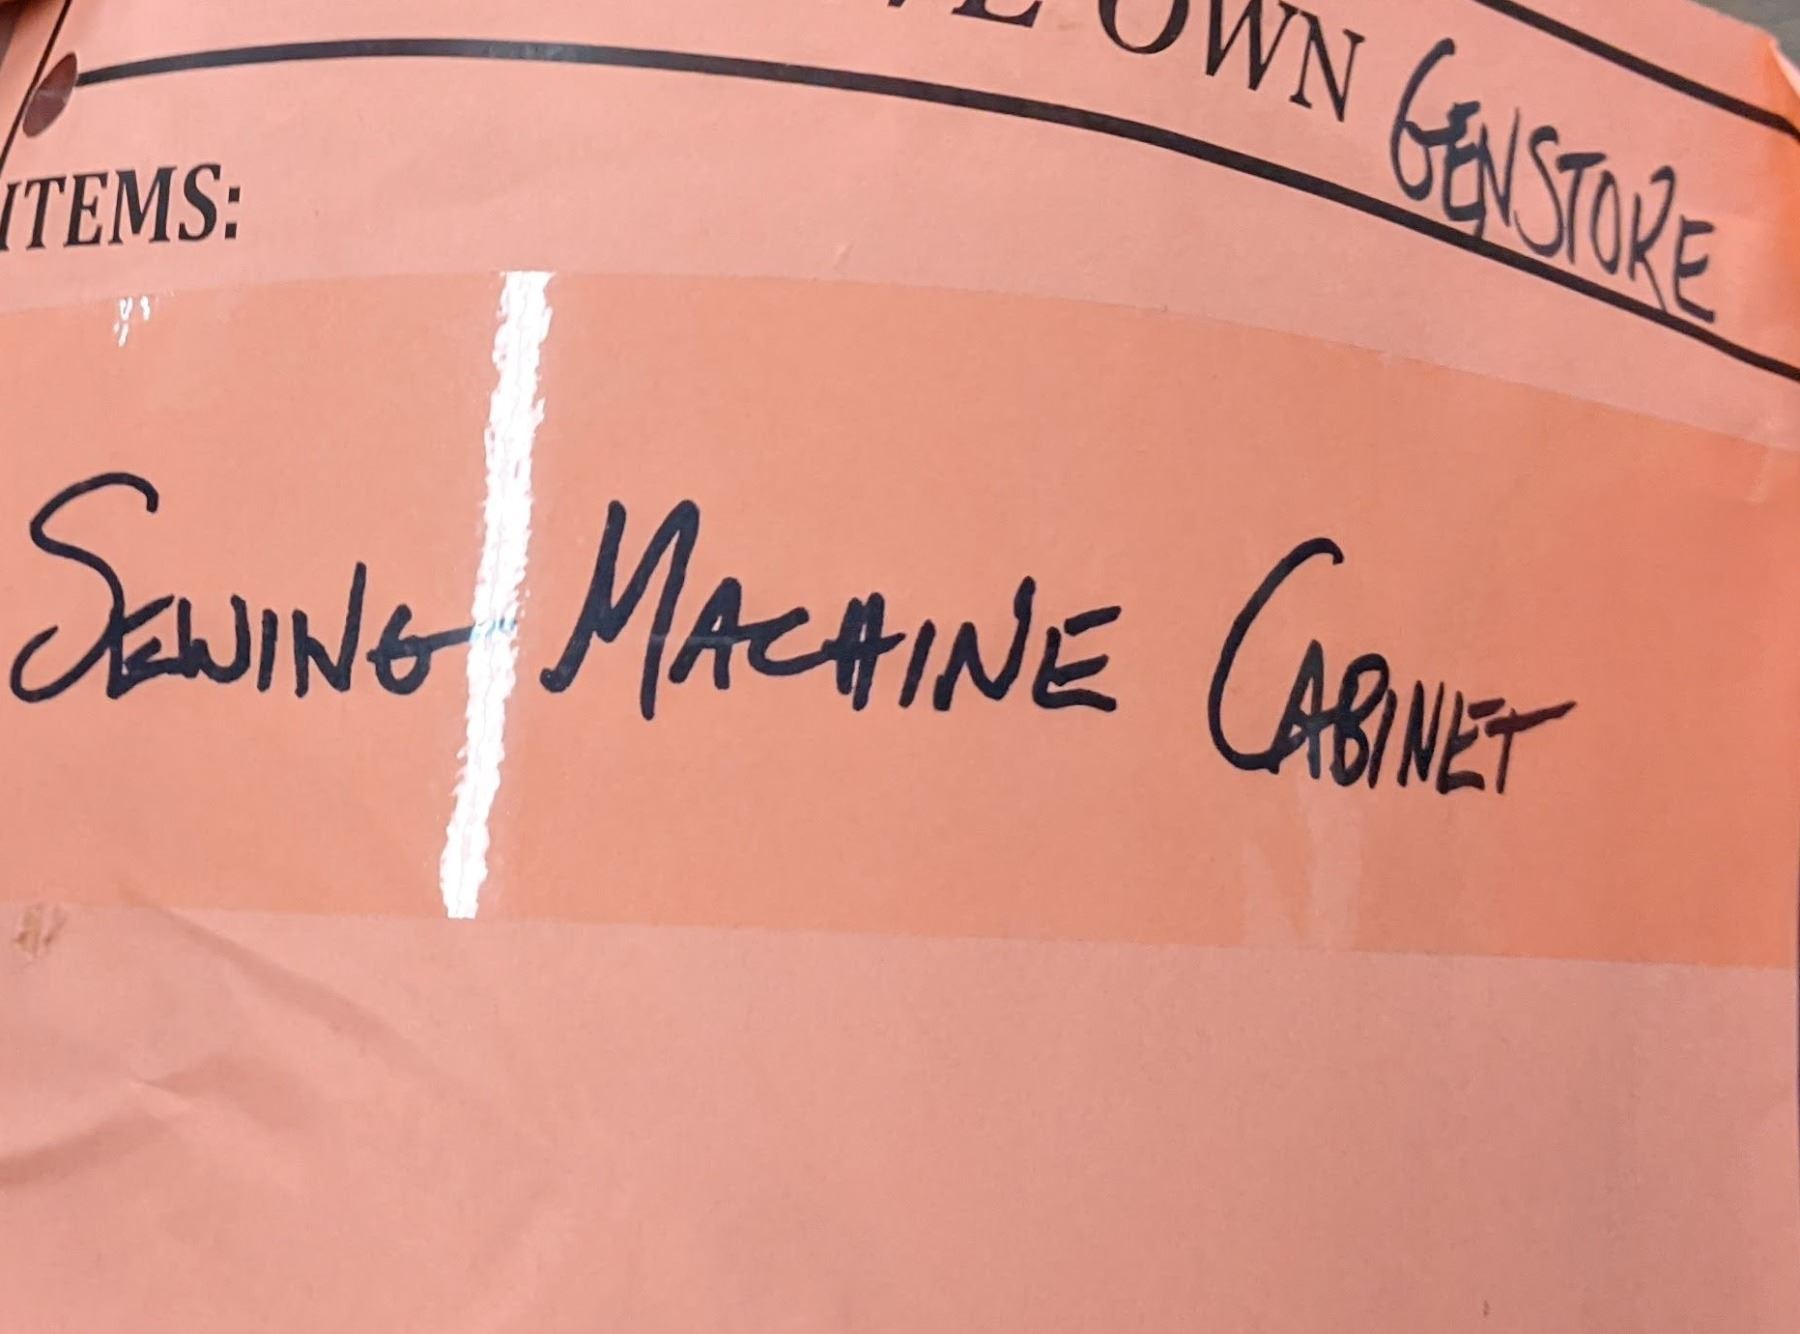 OWN GENSTORE
ITEMS:
SEWING MACHINE CABINET